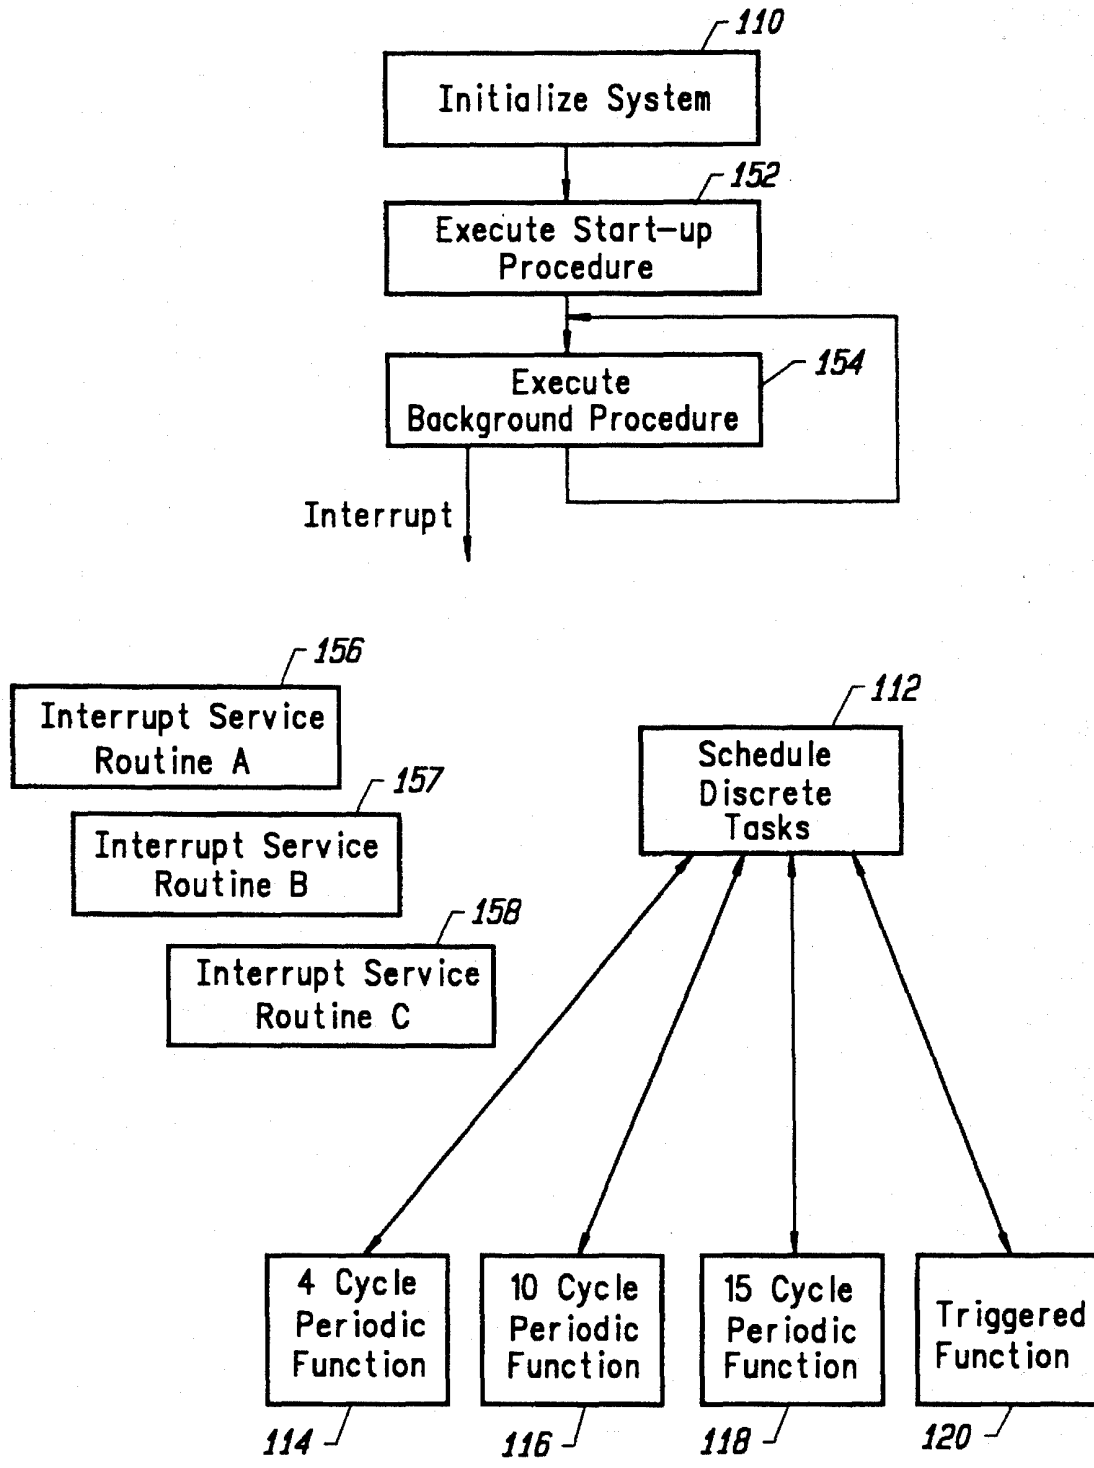 110
Initialize System
152
Execute Start-up
Procedure
154
Execute
Background Procedure
Interrupt
156
Interrupt Service
Routine A
157
Interrupt Service
Routine B
158
Interrupt Service
Routine C
112
Schedule
Discrete
Tasks
4 Cycle
Periodic
Function
114
10 Cycle
Periodic
Function
116
15 Cycle
Periodic
Function
118
Triggered
Function
120